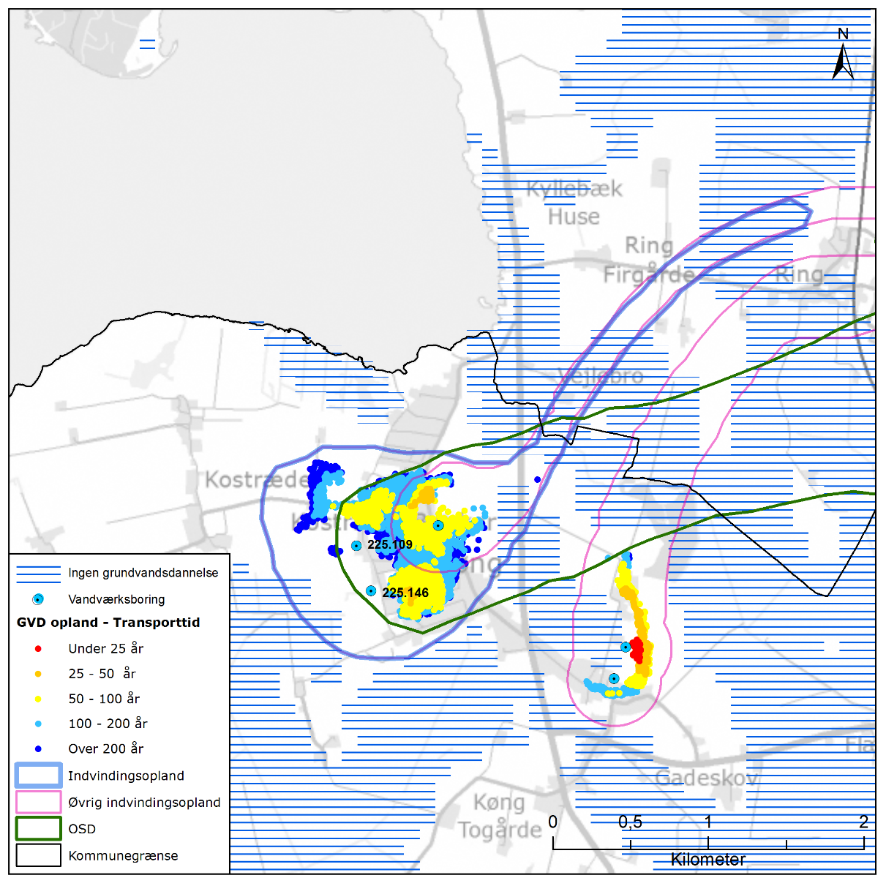 N
Kyllebæk
Huse
Ring
Firgårde
Ring
Vejlebro
Kostræde
225.109
225.146
Ingen grundvandsdannelse
Vandværksboring
GVD opland - Transporttid
Under 25 år
25 - 50 år
50 - 100 år
100 - 200 år
Over 200 år
Indvindingsopland
Øvrig indvindingsopland
OSD
Kommunegrænse
Gadeskov
Køng
Togårde
0 0,5 1 2
Kilometer